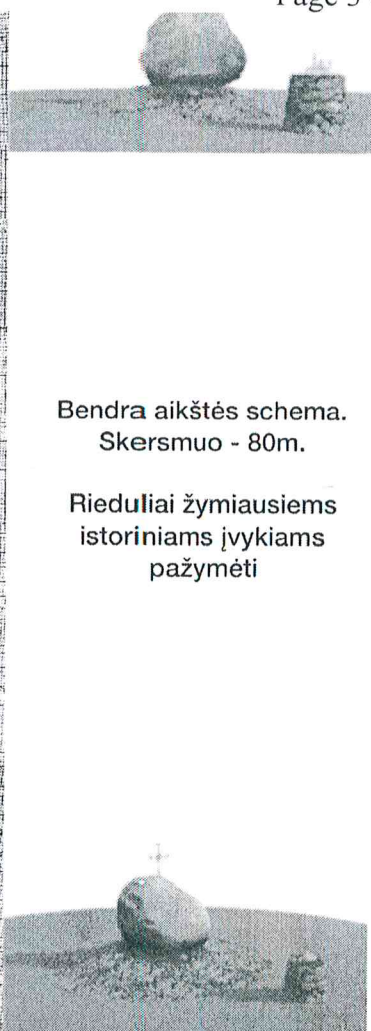 Bendra aikštės schema.
Skersmuo - 80m.
Rieduliai žymiausiems
istoriniams įvykiams
pažymėti